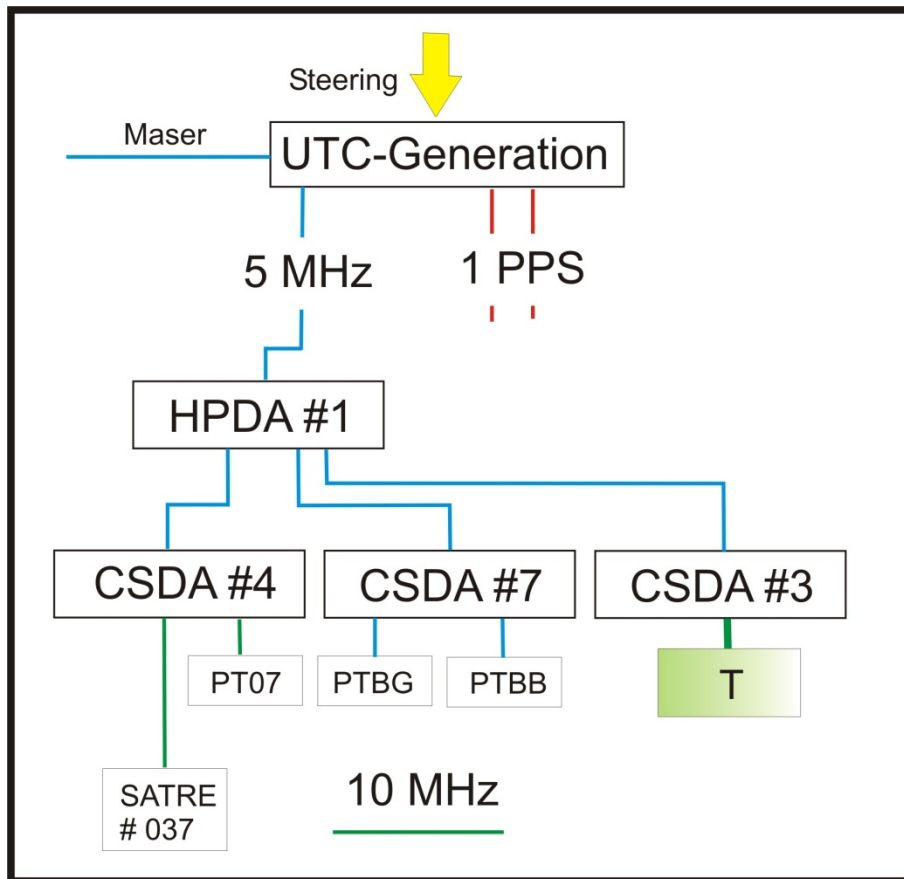 Steering
Maser
UTC-Generation
5 MHz
1 PPS
HPDA #1
CSDA #4
CSDA #7
CSDA #3
PT07
PTBG
PTBB
T
SATRE
# 037
10 MHz